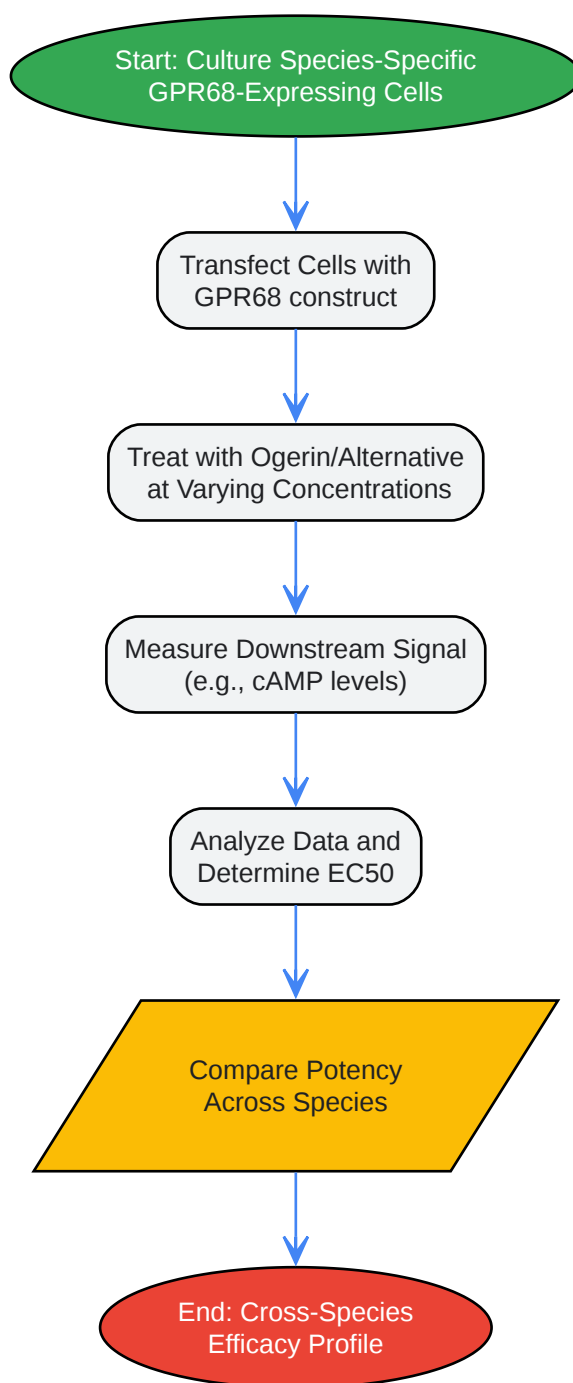 Start: Culture Species-Specific
GPR68-Expressing Cells
Transfect Cells with
GPR68 construct
Treat with Ogerin/Alternative
at Varying Concentrations
Measure Downstream Signal
(e.g., cAMP levels)
Analyze Data and
Determine EC50
Compare Potency
Across Species
End: Cross-Species
Efficacy Profile